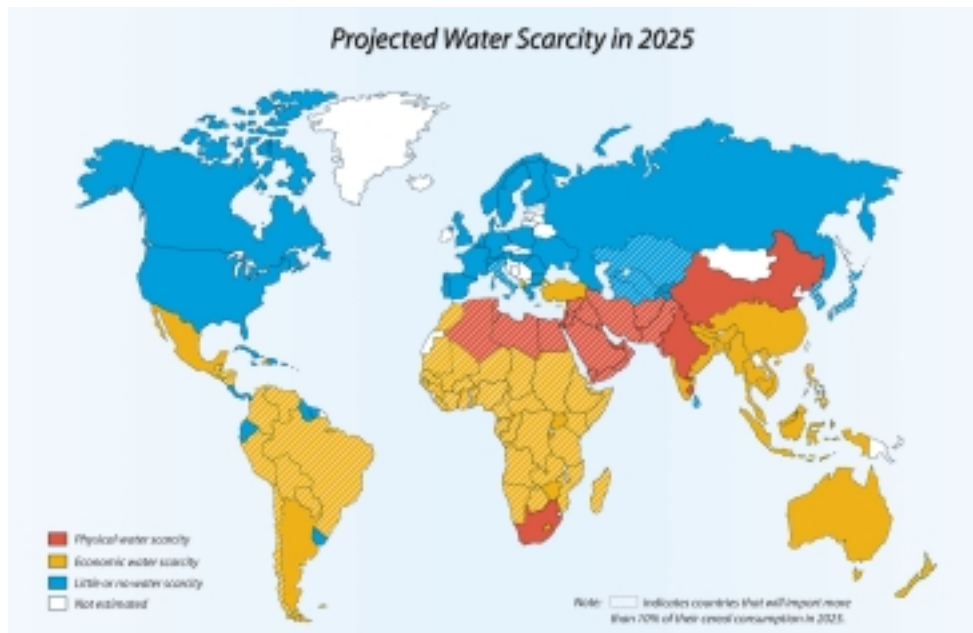 Projected Water Scarcity in 2025
Physical water scarcity
Economic water scarcity
Little or no water scarcity
Not estimated
Note: Indicates countries that will import more
than 10% of their cereal consumption in 2025.